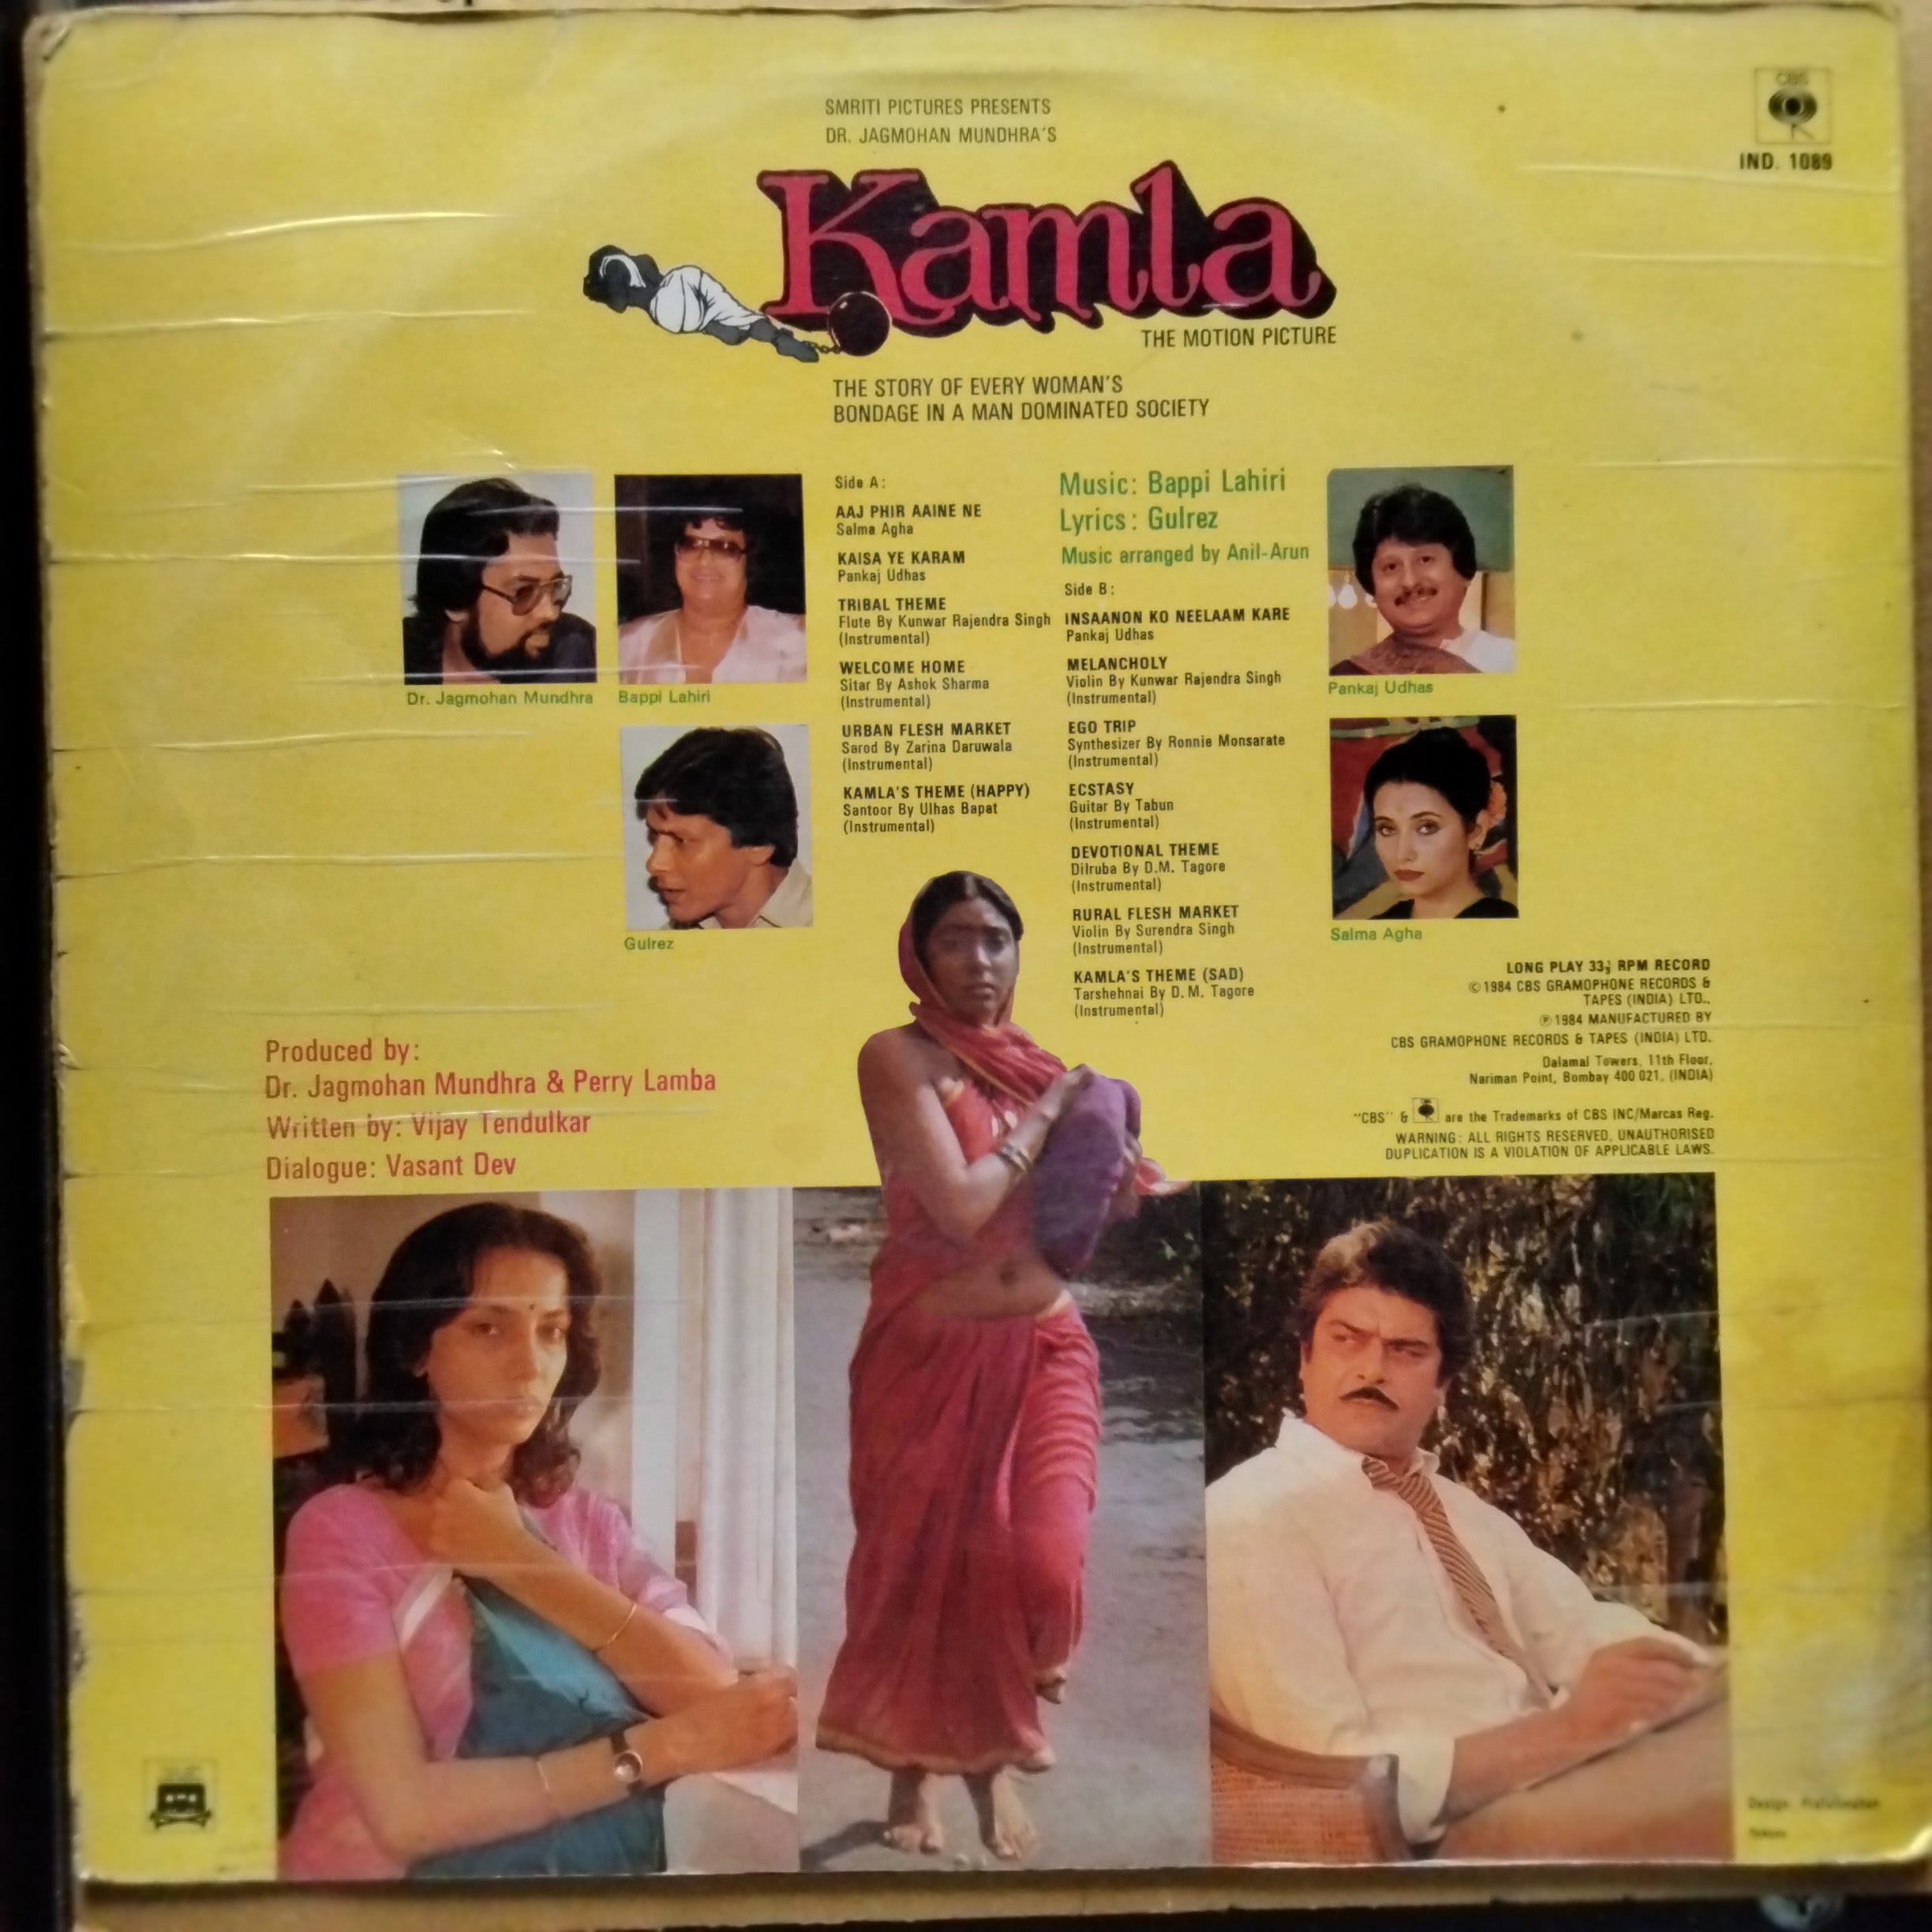 SMRITI PICTURES PRESENTS
DR. JAGMOHAN MUNDHRA'S
Kamla
THE MOTION PICTURE
THE STORY OF EVERY WOMAN'S
BONDAGE IN A MAN DOMINATED SOCIETY
CBS
IND. 1089
Dr. Jagmohan Mundhra
Bappi Lahiri
Gulrez
Side A:
AAJ PHIR AAINE NE
Salma Agha
KAISA YE KARAM
Pankaj Udhas
TRIBAL THEME
Flute By Kunwar Rajendra Singh
(Instrumental)
WELCOME HOME
Sitar By Ashok Sharma
(Instrumental)
URBAN FLESH MARKET
Sarod By Zarina Daruwala
(Instrumental)
KAMLA'S THEME (HAPPY)
Santoor By Ulhas Bapat
(Instrumental)
Music: Bappi Lahiri
Lyrics: Gulrez
Music arranged by Anil-Arun
Side B:
INSAANON KO NEELAAM KARE
Pankaj Udhas
MELANCHOLY
Violin By Kunwar Rajendra Singh
(Instrumental)
EGO TRIP
Synthesizer By Ronnie Monsarate
(Instrumental)
ECSTASY
Guitar By Tabun
(Instrumental)
DEVOTIONAL THEME
Dilruba By D.M. Tagore
(Instrumental)
RURAL FLESH MARKET
Violin By Surendra Singh
(Instrumental)
KAMLA'S THEME (SAD)
Tarshehnai By D.M. Tagore
(Instrumental)
Pankaj Udhas
Salma Agha
LONG PLAY 33⅓ RPM RECORD
© 1984 CBS GRAMOPHONE RECORDS &
TAPES (INDIA) LTD.,
℗ 1984 MANUFACTURED BY
CBS GRAMOPHONE RECORDS & TAPES (INDIA) LTD.
Dalamal Towers, 11th Floor,
Nariman Point, Bombay 400 021, (INDIA)
"CBS" & are the Trademarks of CBS INC/Marcas Reg.
WARNING: ALL RIGHTS RESERVED, UNAUTHORISED
DUPLICATION IS A VIOLATION OF APPLICABLE LAWS.
Produced by:
Dr. Jagmohan Mundhra & Perry Lamba
Written by: Vijay Tendulkar
Dialogue: Vasant Dev
Design: